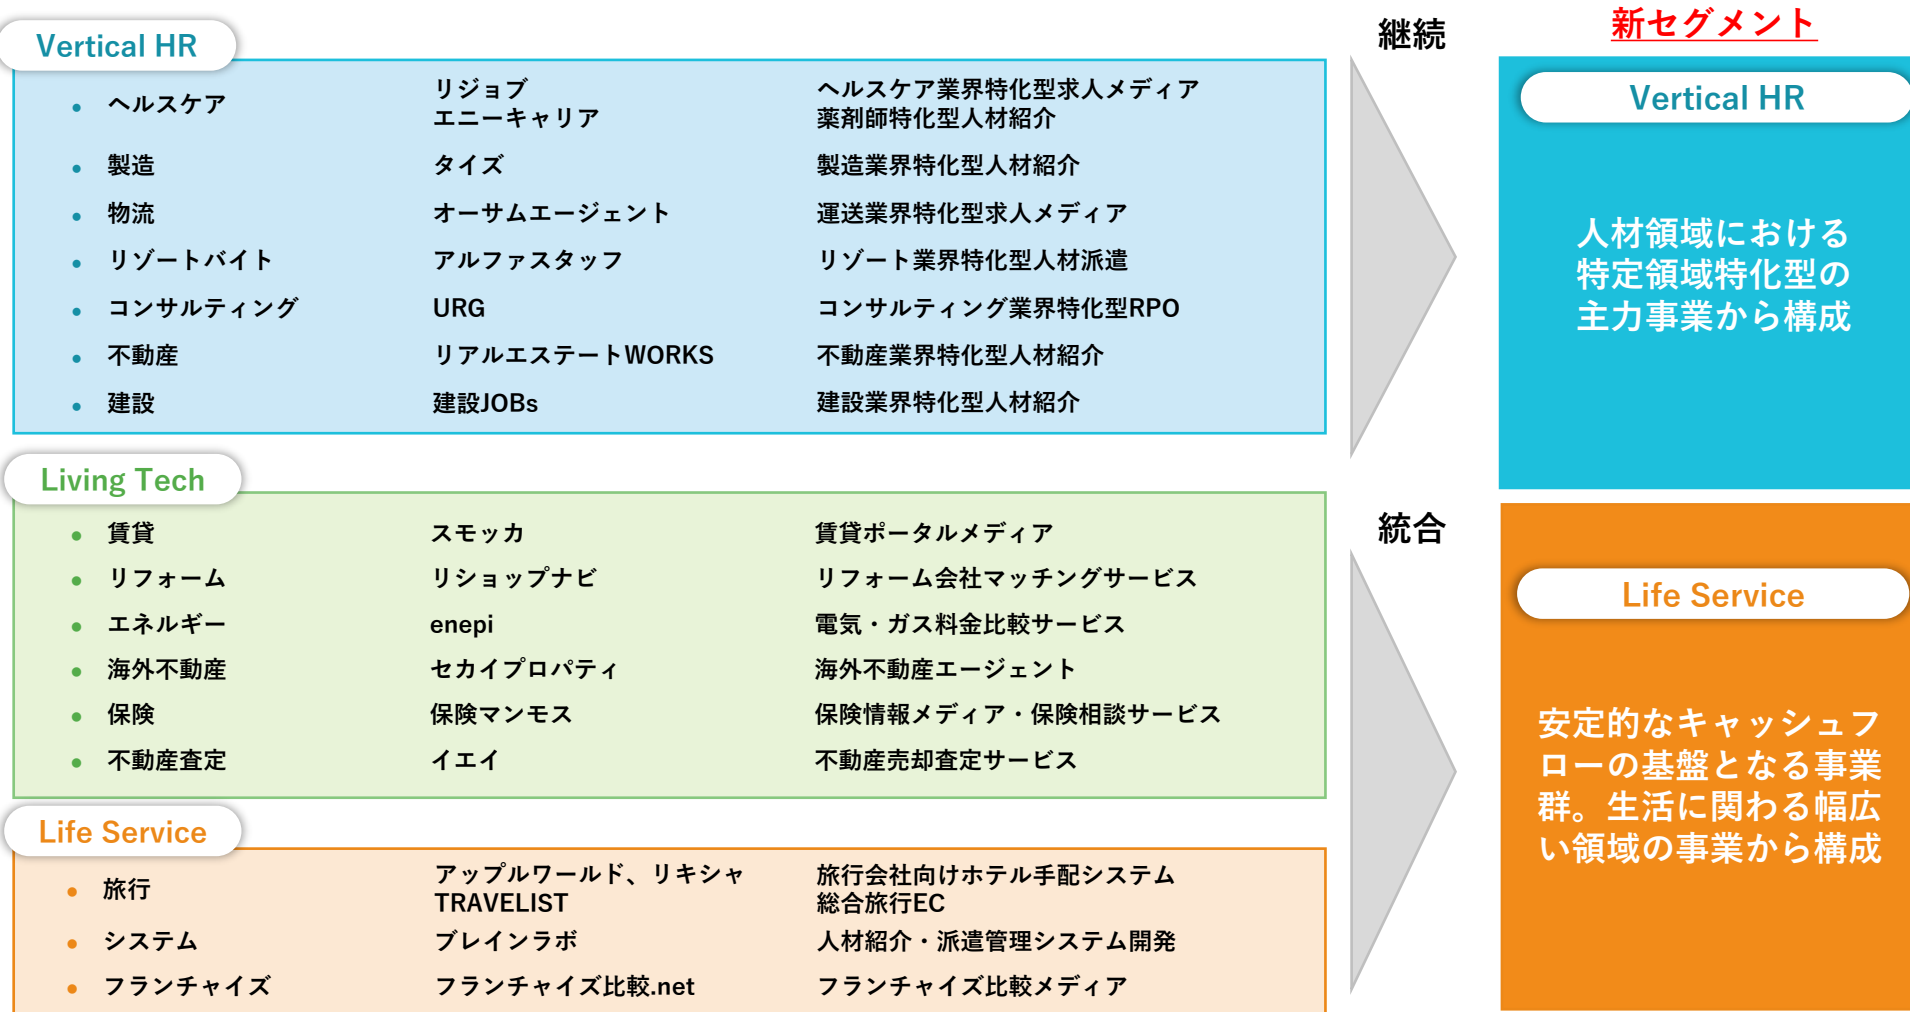 Vertical HR
ヘルスケア
リジョブ
エニーキャリア
ヘルスケア業界特化型求人メディア
薬剤師特化型人材紹介
製造
タイズ
製造業界特化型人材紹介
物流
オーサムエージェント
運送業界特化型求人メディア
リゾートバイト
アルファスタッフ
リゾート業界特化型人材派遣
コンサルティング
URG
コンサルティング業界特化型RPO
不動産
リアルエステートWORKS
不動産業界特化型人材紹介
建設
建設JOBs
建設業界特化型人材紹介
Living Tech
賃貸
スモッカ
賃貸ポータルメディア
リフォーム
リショップナビ
リフォーム会社マッチングサービス
エネルギー
enepi
電気・ガス料金比較サービス
海外不動産
セカイプロパティ
海外不動産エージェント
保険
保険マンモス
保険情報メディア・保険相談サービス
不動産査定
イエイ
不動産売却査定サービス
Life Service
旅行
アップルワールド、リキシャ
TRAVELIST
旅行会社向けホテル手配システム
総合旅行EC
システム
ブレインラボ
人材紹介・派遣管理システム開発
フランチャイズ
フランチャイズ比較.net
フランチャイズ比較メディア
継続
統合
新セグメント
Vertical HR
人材領域における
特定領域特化型の
主力事業から構成
Life Service
安定的なキャッシュフ
ローの基盤となる事業
群。生活に関わる幅広
い領域の事業から構成